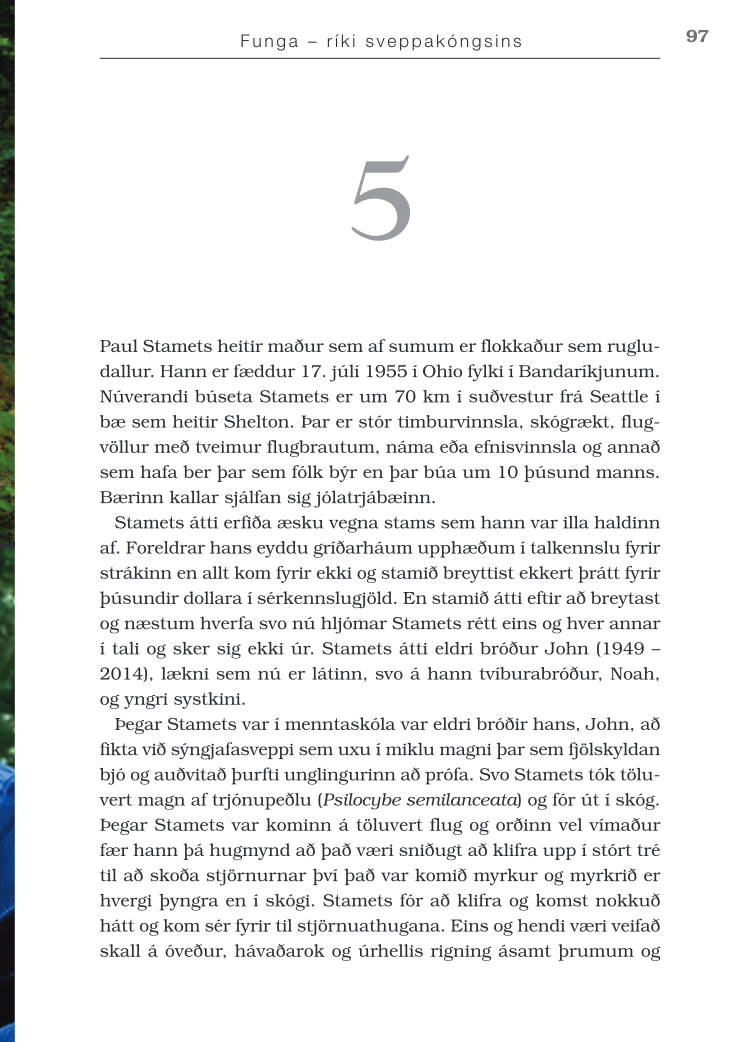 Funga – ríki sveppakóngsins
97
5
Paul Stamets heitir maður sem af sumum er flokkaður sem ruglu-
dallur. Hann er fæddur 17. júlí 1955 í Ohio fylki í Bandaríkjunum.
Núverandi búseta Stamets er um 70 km í suðvestur frá Seattle í
bæ sem heitir Shelton. Þar er stór timburvinnsla, skógrækt, flug-
völlur með tveimur flugbrautum, náma eða efnisvinnsla og annað
sem hafa ber þar sem fólk býr en þar búa um 10 þúsund manns.
Bærinn kallar sjálfan sig jólatrjábæinn.
Stamets átti erfiða æsku vegna stams sem hann var illa haldinn
af. Foreldrar hans eyddu gríðarháum upphæðum í talkennslu fyrir
strákinn en allt kom fyrir ekki og stamið breyttist ekkert þrátt fyrir
þúsundir dollara í sérkennslugjöld. En stamið átti eftir að breytast
og næstum hverfa svo nú hljómar Stamets rétt eins og hver annar
í tali og sker sig ekki úr. Stamets átti eldri bróður John (1949 –
2014), lækni sem nú er látinn, svo á hann tvíburabróður, Noah,
og yngri systkini.
Þegar Stamets var í menntaskóla var eldri bróðir hans, John, að
fikta við sýngjafasveppi sem uxu í miklu magni þar sem fjölskyldan
bjó og auðvitað þurfti unglingurinn að prófa. Svo Stamets tók tölu-
vert magn af trjónupeðlu (Psilocybe semilanceata) og fór út í skóg.
Þegar Stamets var kominn á töluvert flug og orðinn vel vímaður
fær hann þá hugmynd að það væri sniðugt að klifra upp í stórt tré
til að skoða stjörnurnar því það var komið myrkur og myrkrið er
hvergi þyngra en í skógi. Stamets fór að klifra og komst nokkuð
hátt og kom sér fyrir til stjörnuathugana. Eins og hendi væri veifað
skall á óveður, hávaðarok og úrhellis rigning ásamt þrumum og